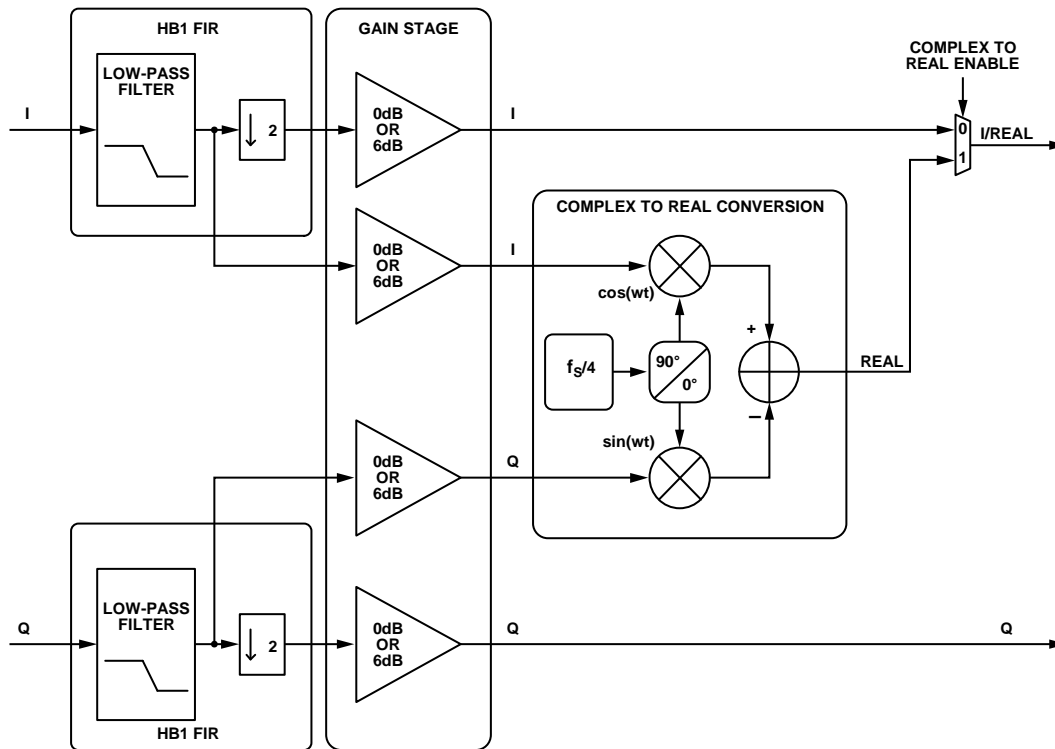 HB1 FIR
GAIN STAGE
LOW-PASS
FILTER
COMPLEX TO
REAL ENABLE
I
2
0dB
OR
6dB
I
0
1
I/REAL
COMPLEX TO REAL CONVERSION
0dB
OR
6dB
I
cos(wt)
+
fS/4
90°
0°
REAL
–
sin(wt)
0dB
OR
6dB
Q
LOW-PASS
FILTER
Q
2
0dB
OR
6dB
Q
Q
HB1 FIR